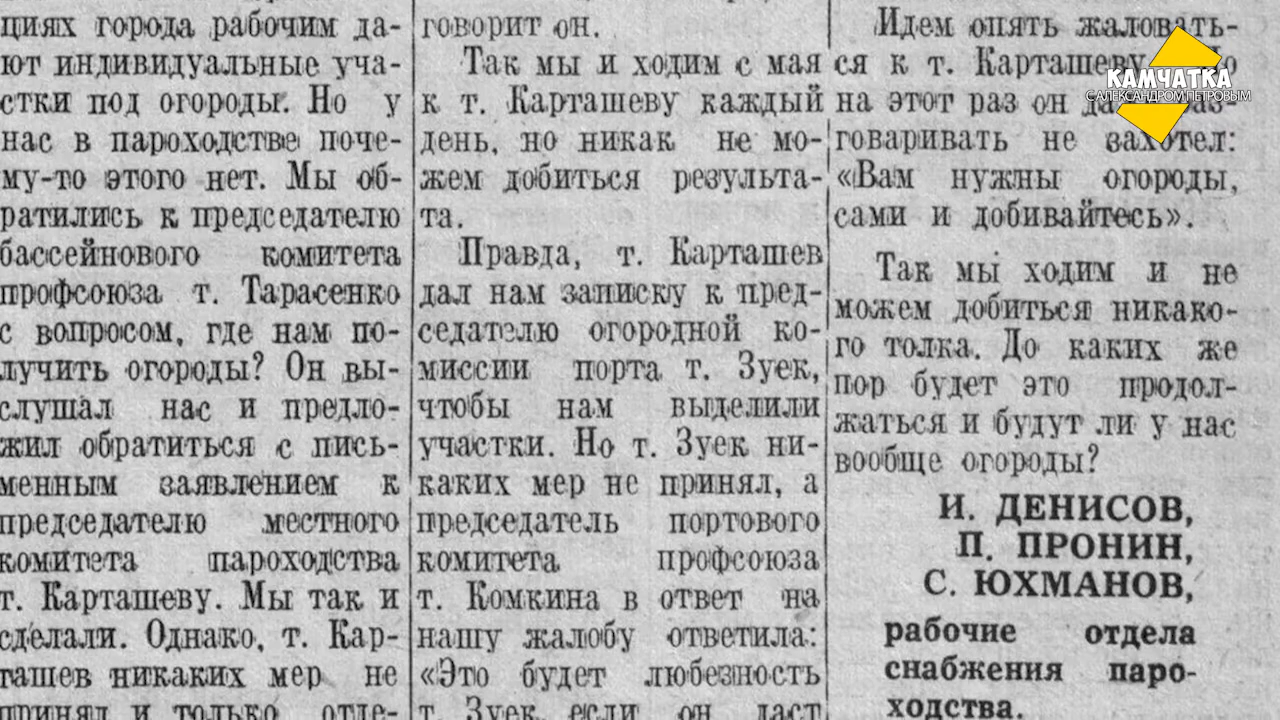 циях города рабочим да-
ют индивидуальные уча-
стки под огороды. Но у
нас в пароходстве поче-
му-то этого нет. Мы об-
ратились к председателю
бассейнового комитета
профсоюза т. Тарасенко
с вопросом, где нам по-
лучить огороды? Он вы-
слушал нас и предло-
жил обратиться с пись-
менным заявлением к
председателю местного
комитета пароходства
т. Карташеву. Мы так и
сделали. Однако, т. Кар-
ташев никаких мер не
принял и только отде-
говорит он.
Так мы и ходим с мая
к т. Карташеву каждый
день, но никак не мо-
жем добиться результа-
та.
Правда, т. Карташев
дал нам записку к пред-
седателю огородной ко-
миссии порта т. Зуек,
чтобы нам выделили
участки. Но т. Зуек ни-
каких мер не принял, а
председатель портового
комитета профсоюза
т. Комкина в ответ на
нашу жалобу ответила:
«Это будет любезность
т. Зуек, если он даст
Идем опять жаловать-
ся к т. Карташеву.
на этот раз он
говаривать не захотел:
«Вам нужны огороды,
сами и добивайтесь».
Так мы ходим и не
можем добиться никако-
го толка. До каких же
пор будет это продол-
жаться и будут ли у нас
вообще огороды?
И. ДЕНИСОВ,
П. ПРОНИН,
С. ЮХМАНОВ,
рабочие отдела
снабжения паро-
ходства.
КАМЧАТКА
С АЛЕКСАНДРОМ ПЕТРОВЫМ